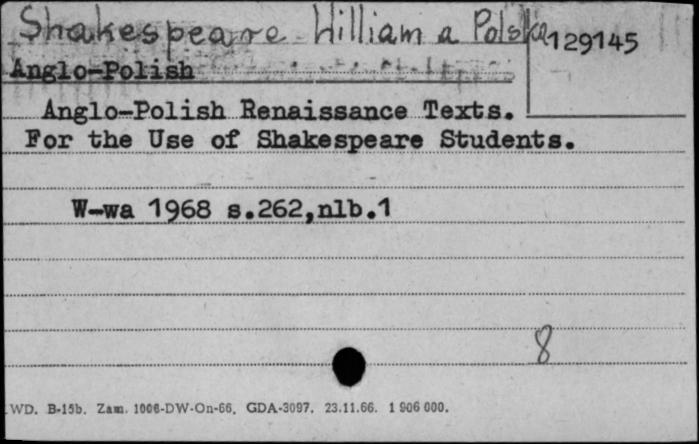 Shakespeare William a Polska
129145
Anglo-Polish
Anglo-Polish Renaissance Texts.
For the Use of Shakespeare Students.
W-wa 1968 s.262,nlb.1
8
WD. B-15b. Zam. 1006-DW-On-66. GDA-3097. 23.11.66. 1 906 000.